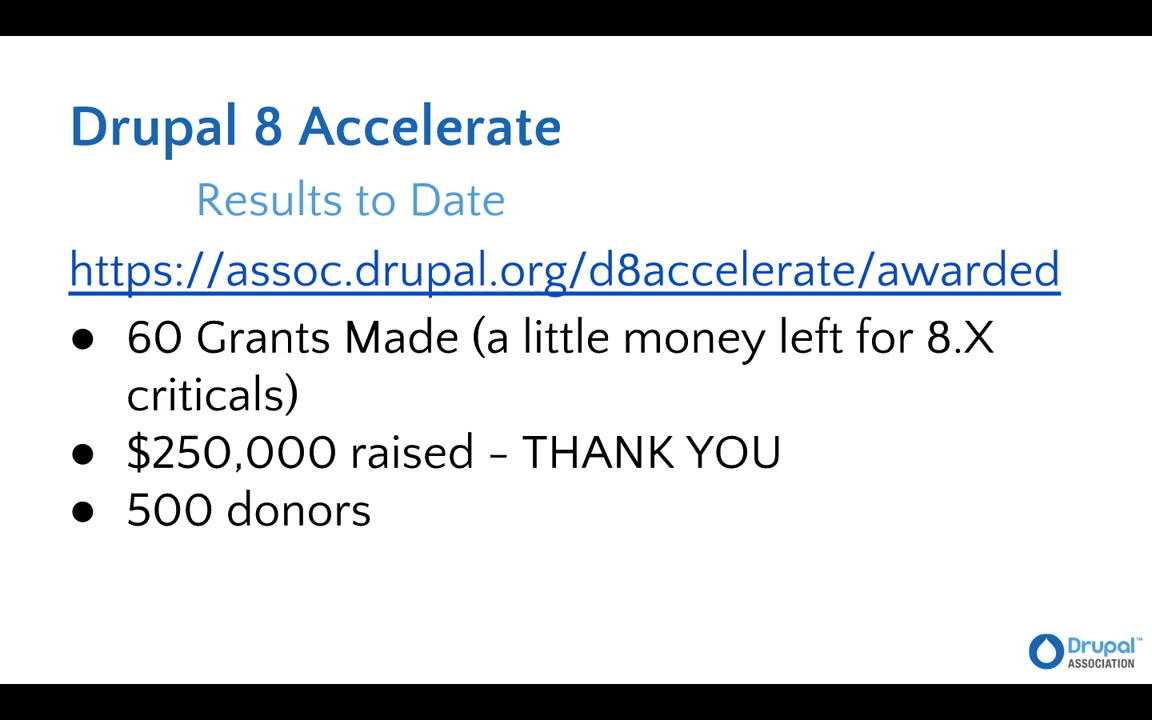 Drupal 8 Accelerate
Results to Date
https://assoc.drupal.org/d8accelerate/awarded
● 60 Grants Made (a little money left for 8.X
criticals)
● $250,000 raised – THANK YOU
● 500 donors
Drupal™
ASSOCIATION